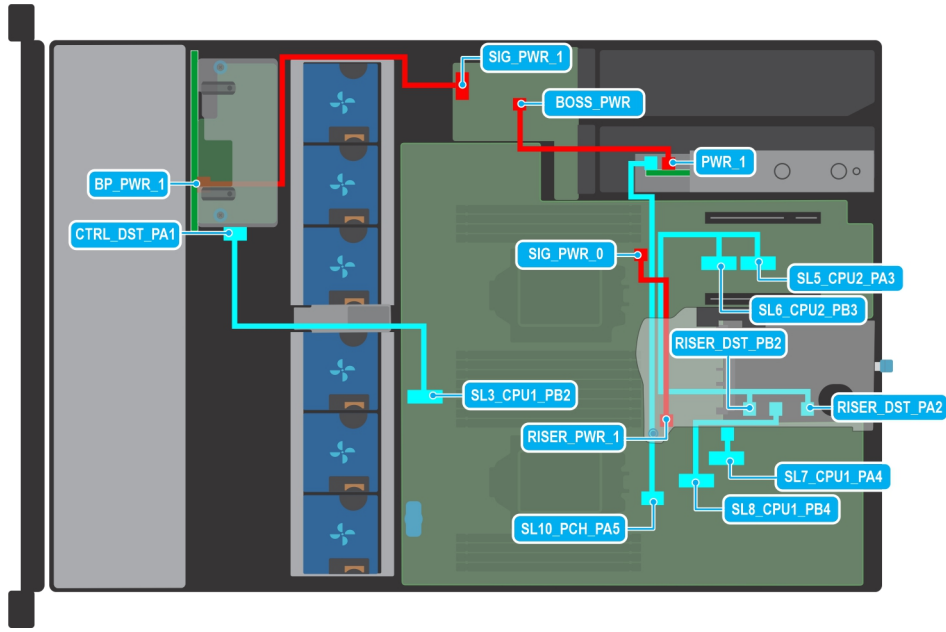 SIG_PWR_1
BOSS_PWR
PWR_1
BP_PWR_1
CTRL_DST_PA1
SIG_PWR_0
SL5_CPU2_PA3
SL6_CPU2_PB3
RISER_DST_PB2
SL3_CPU1_PB2
RISER_DST_PA2
RISER_PWR_1
SL7_CPU1_PA4
SL8_CPU1_PB4
SL10_PCH_PA5